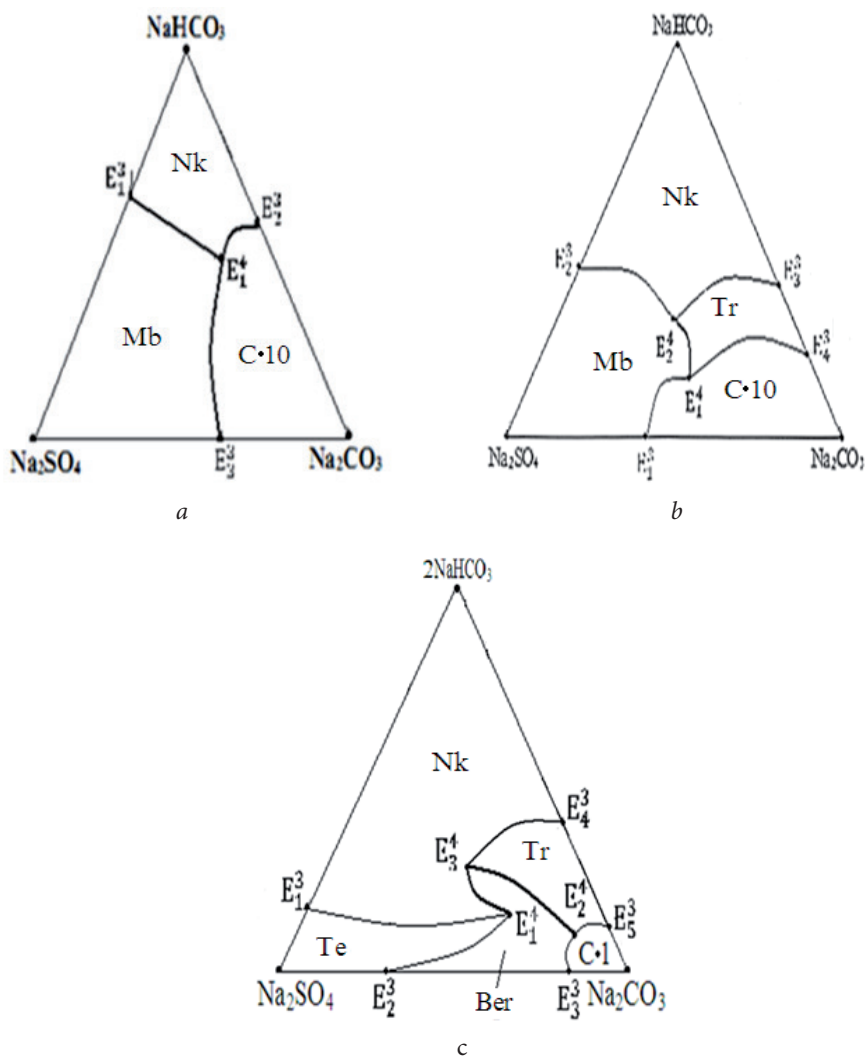 NaHCO₃
Nk
E₁³
E₂³
E₁⁴
Mb
C•10
Na₂SO₄
E₃³
Na₂CO₃
a
NaHCO₃
Nk
E₂³
E₃³
Tr
E₂⁴
E₄³
Mb
E₁⁴
C•10
Na₂SO₄
E₁³
Na₂CO₃
b
2NaHCO₃
Nk
E₄³
E₃⁴
Tr
E₁³
E₂⁴
E₅³
E₁⁴
Te
C•1
Na₂SO₄
E₂³
Ber
E₃³
Na₂CO₃
c